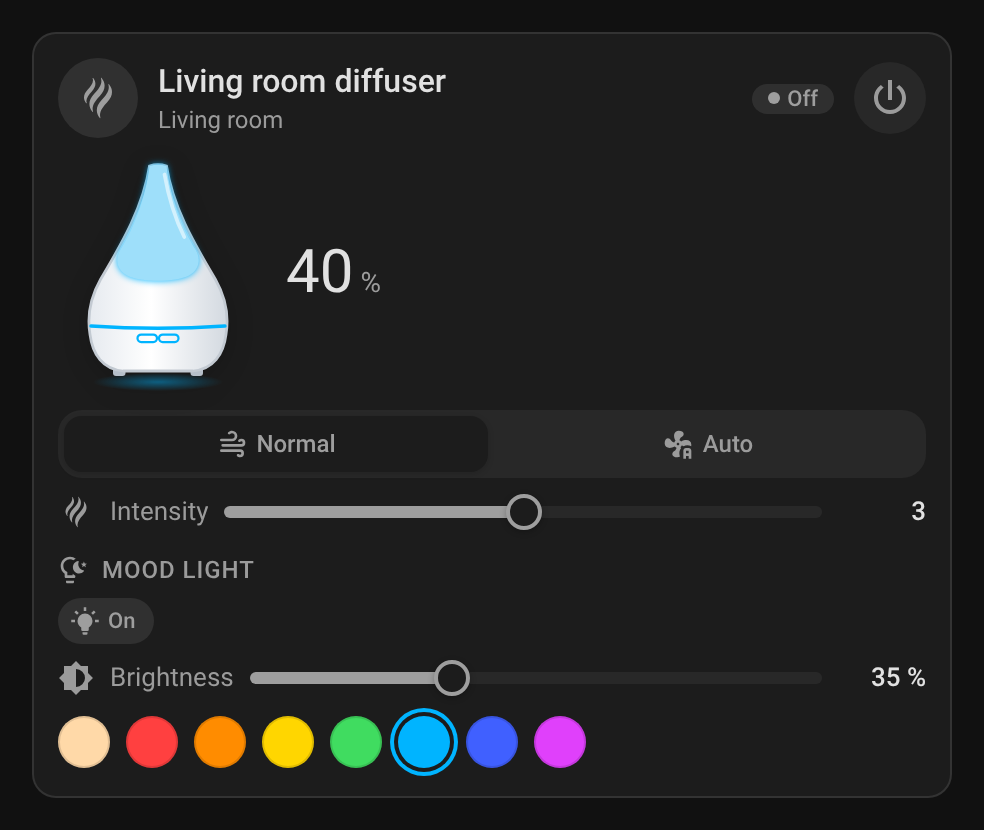 Living room diffuser
Living room
Off
40 %
Normal
Auto
Intensity
3
MOOD LIGHT
On
Brightness
35 %